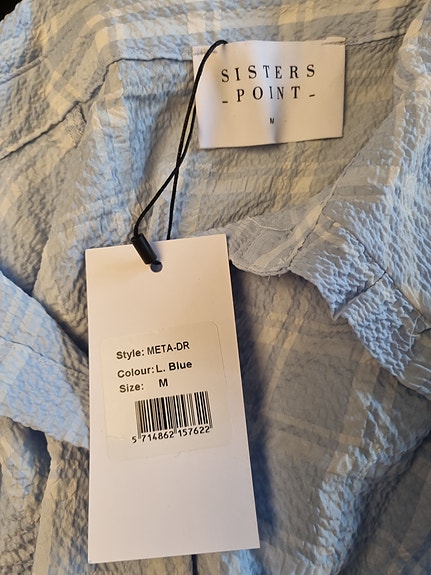 SISTERS
- POINT -
M
Style: META-DR
Colour: L. Blue
Size: M
5 714862 157622